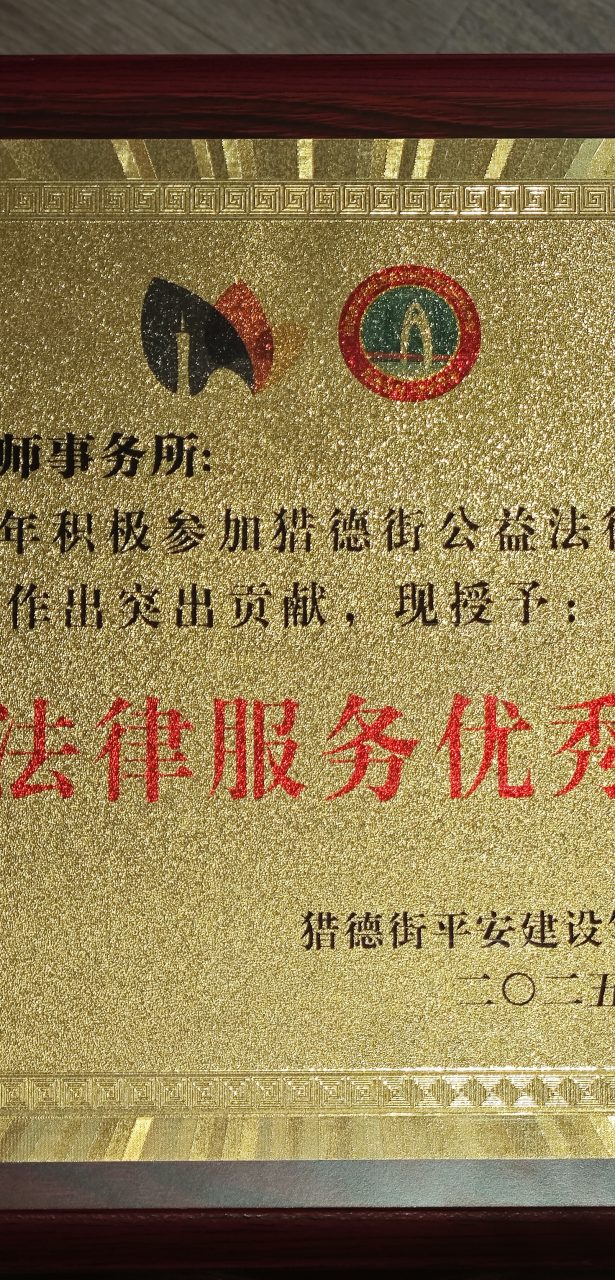 师事务所:
年积极参加猎德街公益法律
作出突出贡献，现授予：
法律服务优秀
猎德街平安建设
二〇二五